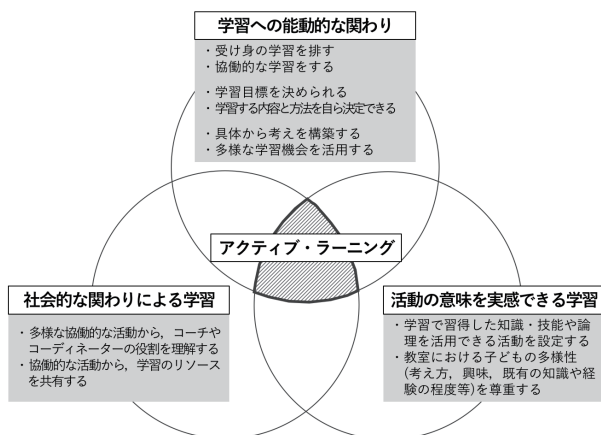 学習への能動的な関わり
・受け身の学習を排す
・協働的な学習をする
・学習目標を決められる
・学習する内容と方法を自ら決定できる
・具体から考えを構築する
・多様な学習機会を活用する
アクティブ・ラーニング
社会的な関わりによる学習
・多様な協働的な活動から，コーチや
コーディネーターの役割を理解する
・協働的な活動から，学習のリソース
を共有する
活動の意味を実感できる学習
・学習で習得した知識・技能や論
理を活用できる活動を設定する
・教室における子どもの多様性
(考え方，興味，既有の知識や経
験の程度等)を尊重する